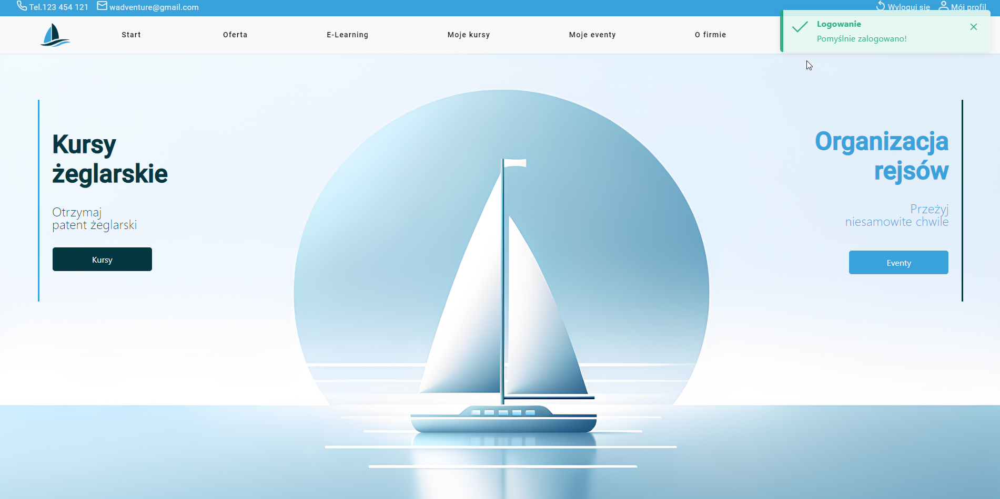 Tel.123 454 121 wadventure@gmail.com Wyloguj się Mój profil
Start Oferta E-Learning Moje kursy Moje eventy O firmie
Logowanie
Pomyślnie zalogowano!
Kursy
żeglarskie
Otrzymaj
patent żeglarski
Kursy
Organizacja
rejsów
Przeżyj
niesamowite chwile
Eventy